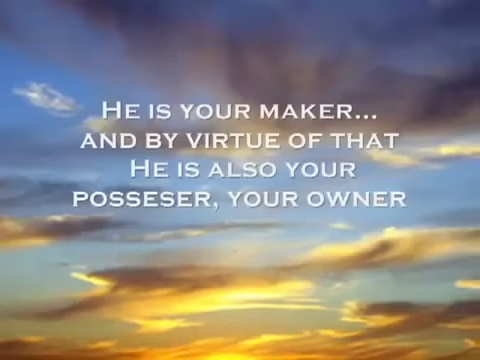 He is your maker...
and by virtue of that
He is also your
posseser, your owner